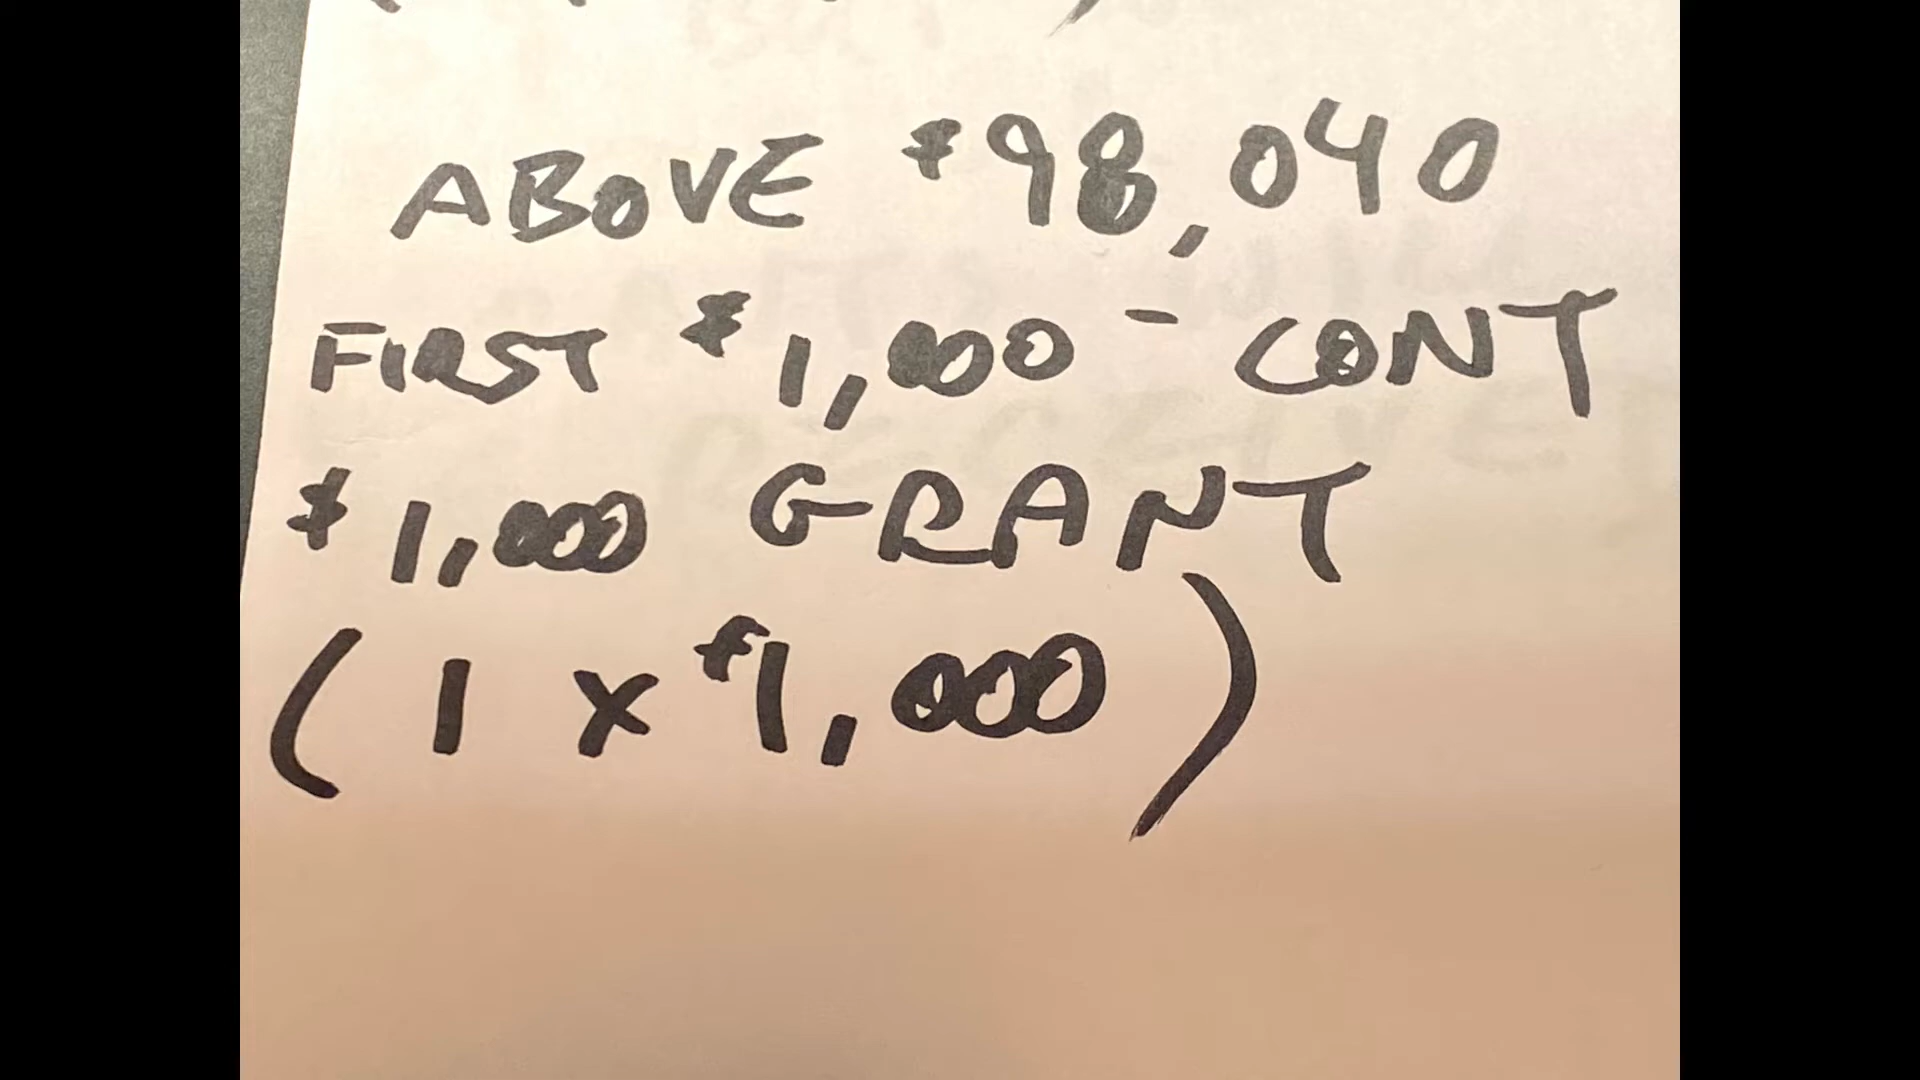 ABOVE $98,040
FIRST $1,000 - CONT
$1,000 GRANT
(1 x $1,000)